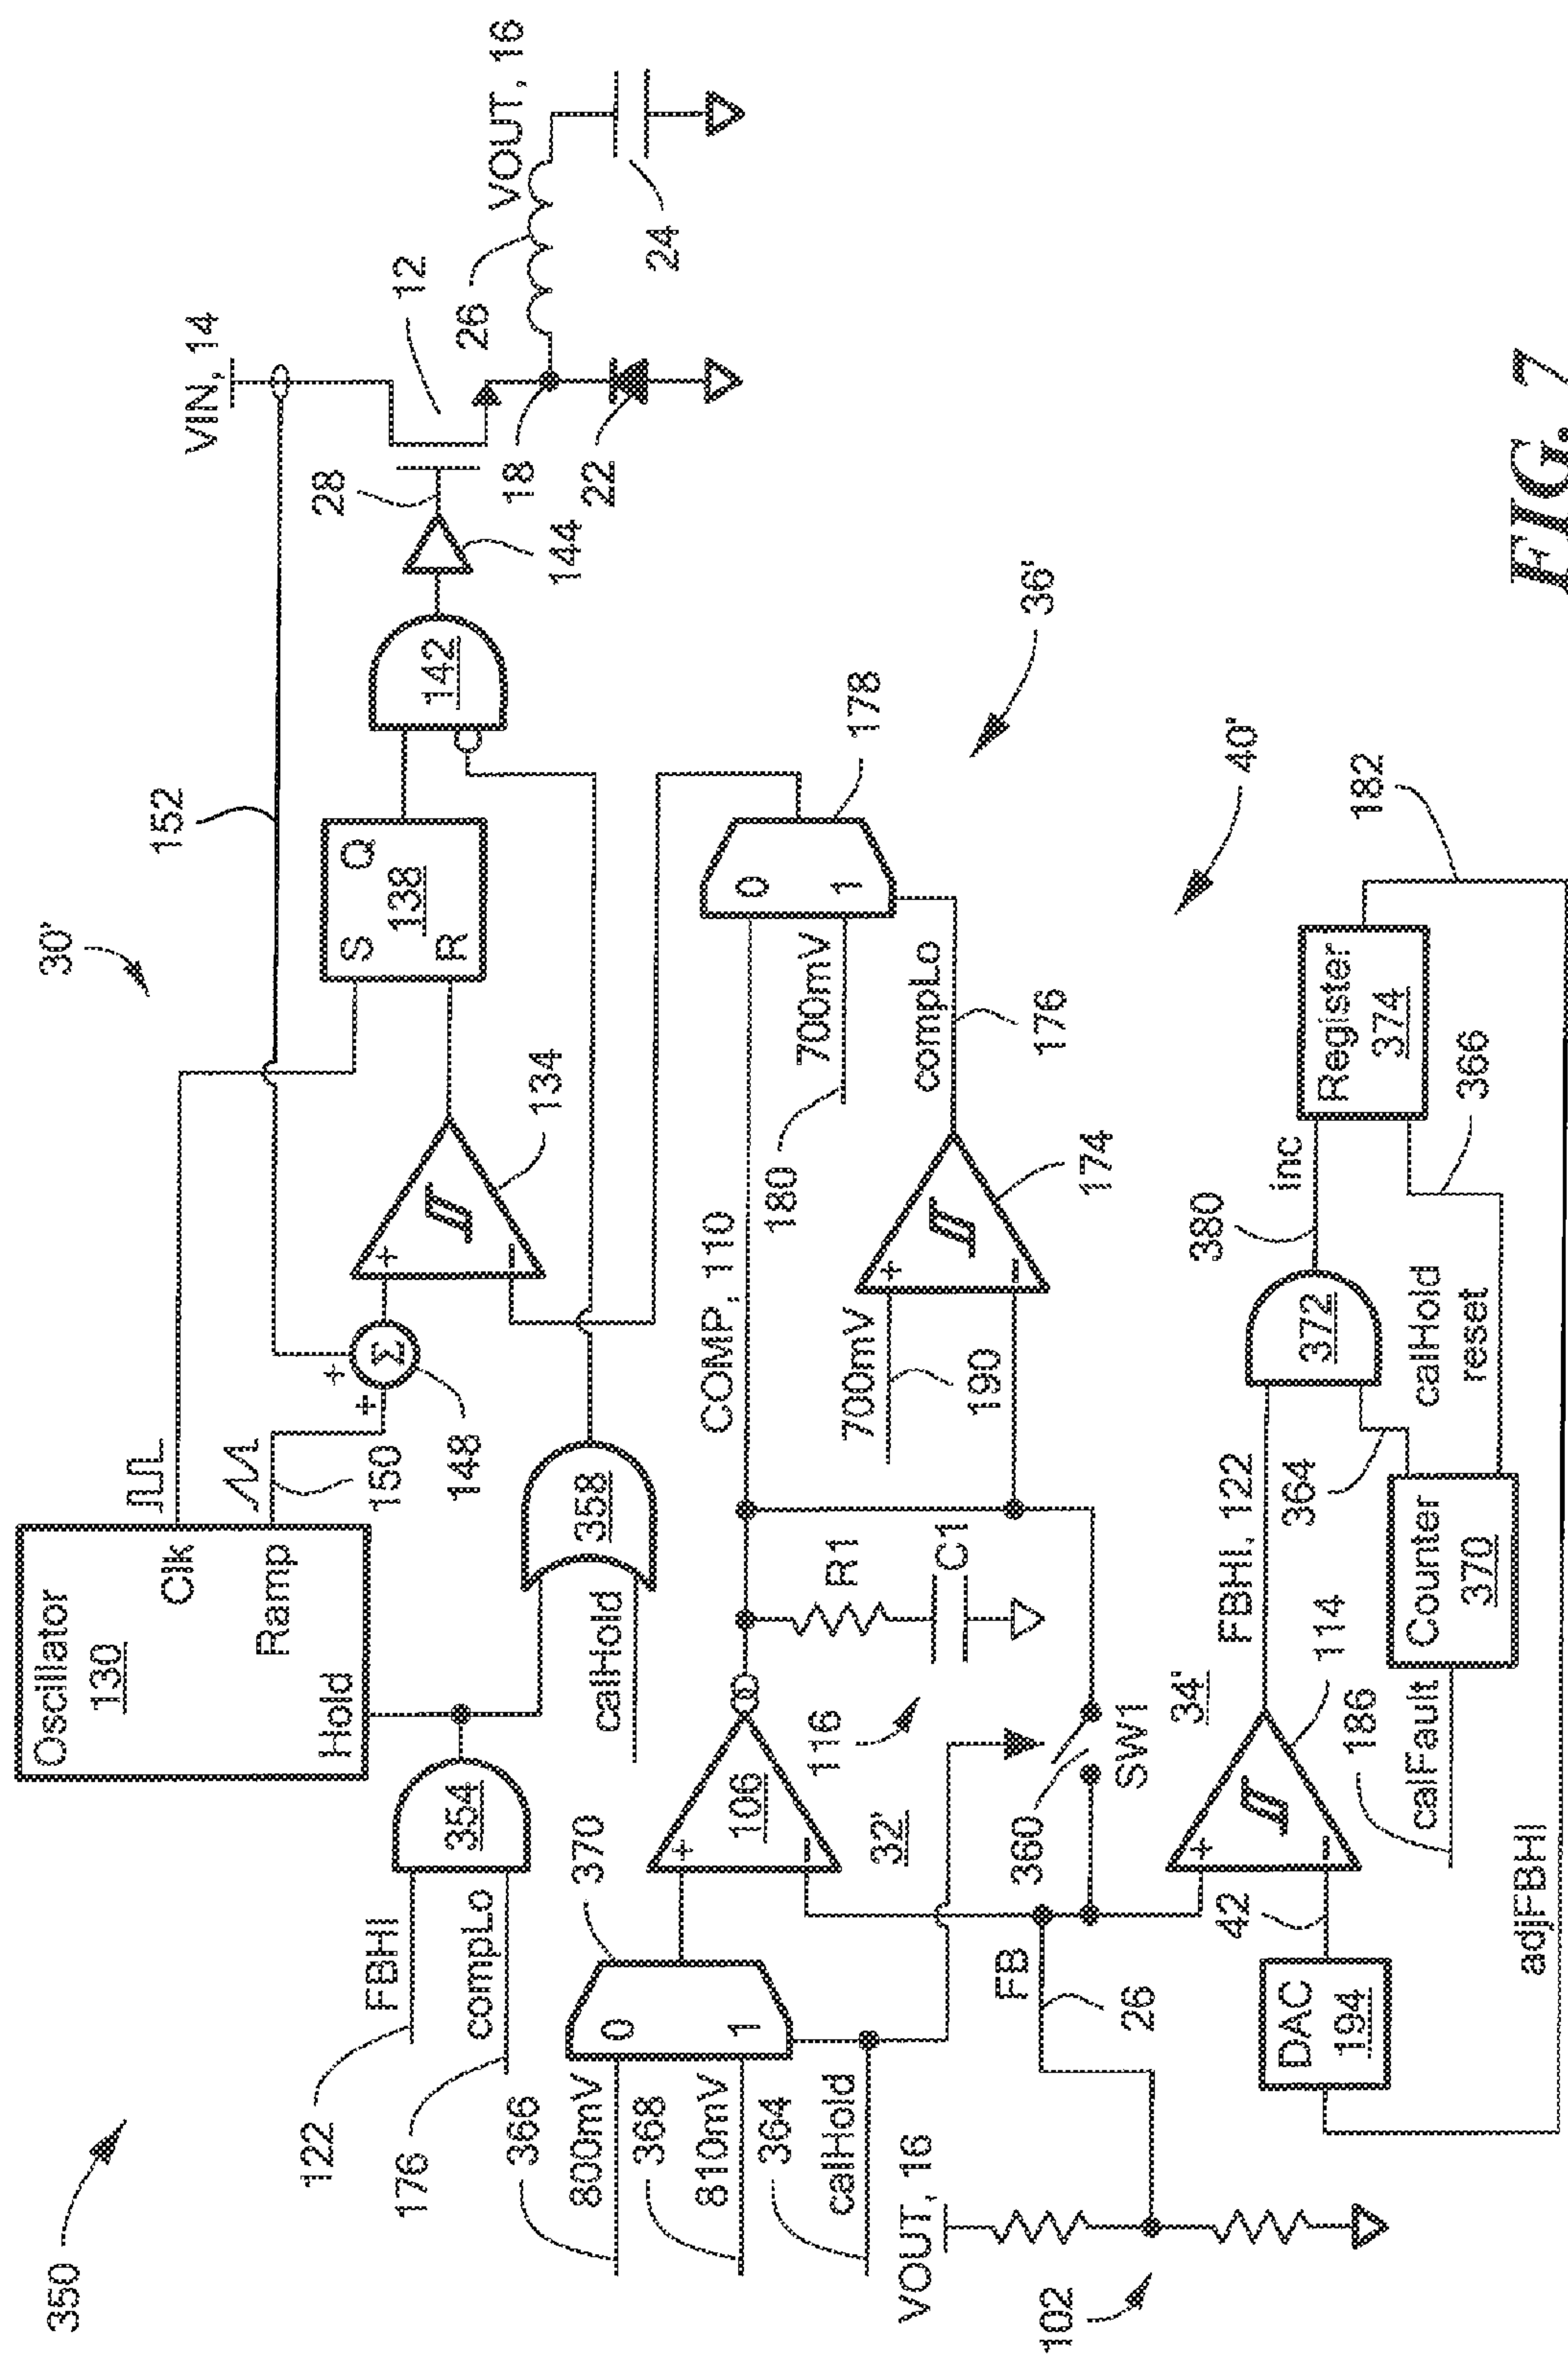 350
30'
152
VIN, 14
12
VOUT, 16
26
24
28
18
22
144
142
S
Q
138
R
Oscillator
130
Clk
Ramp
Hold
150
148
+
+
Σ
+
−
134
FBHI
122
compLo
176
354
calHold
358
366
800mV
368
810mV
364
calHold
0
1
370
+
−
106
32'
116
R1
C1
COMP, 110
180
700mV
0
1
178
36'
700mV
190
+
−
174
compLo
176
360
SW1
FB
26
VOUT, 16
102
34'
+
−
114
42
DAC
194
FBHI, 122
186
calFault
Counter
370
364
372
380
inc
calHold
reset
366
Register
374
40'
182
adjFBHI
FIG. 7